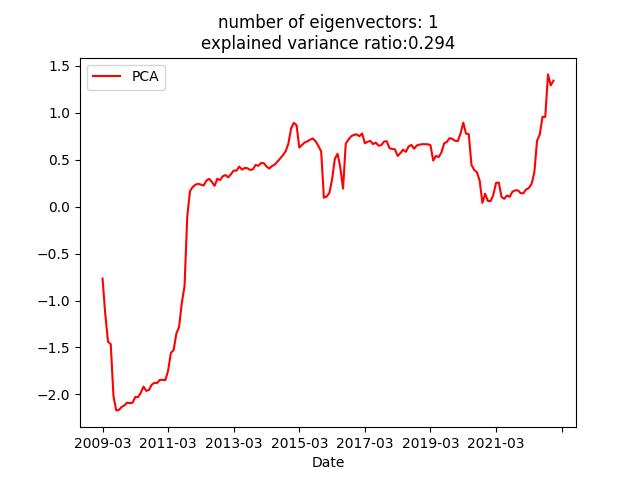 number of eigenvectors: 1
explained variance ratio:0.294
PCA
1.5
1.0
0.5
0.0
−0.5
−1.0
−1.5
−2.0
2009-03 2011-03 2013-03 2015-03 2017-03 2019-03 2021-03
Date